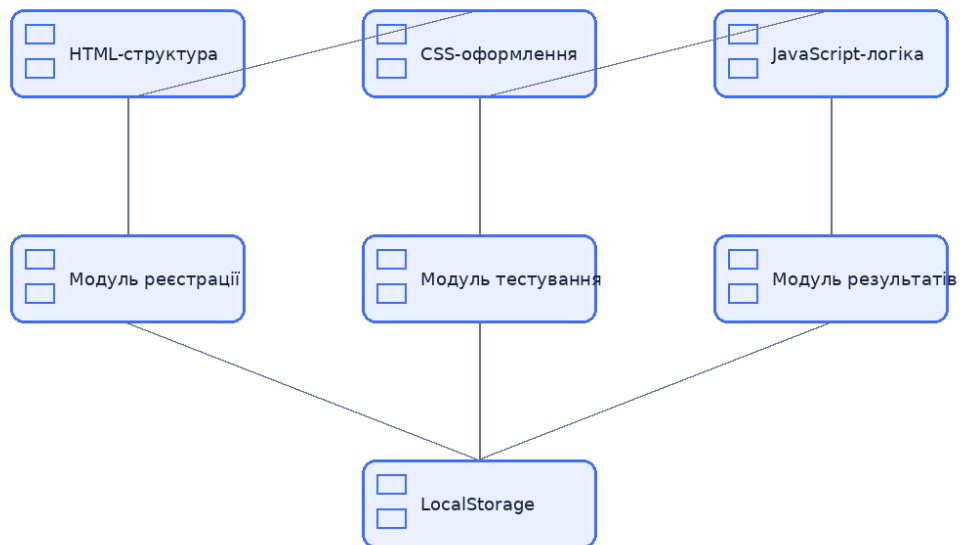 HTML-структура
CSS-оформлення
JavaScript-логіка
Модуль реєстрації
Модуль тестування
Модуль результатів
LocalStorage